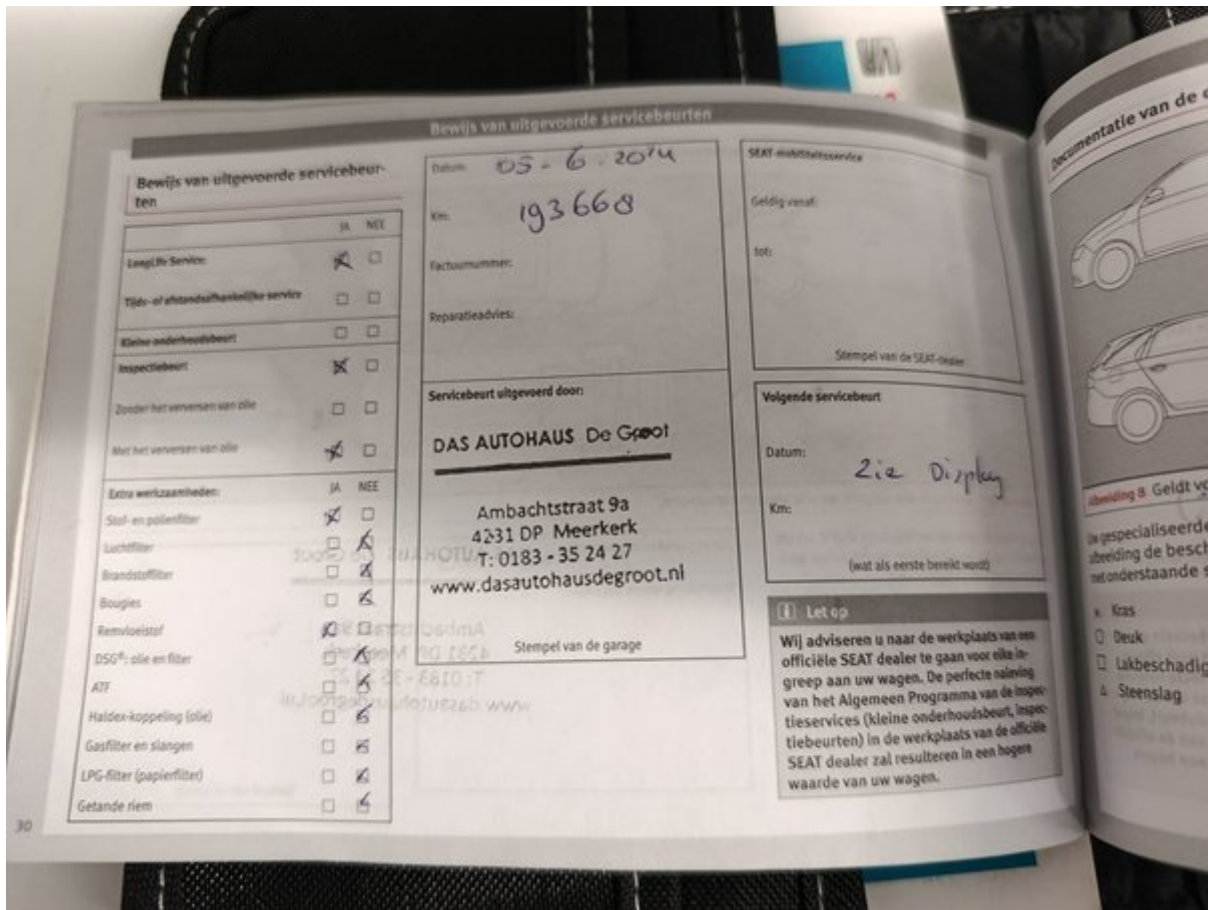 Bewijs van uitgevoerde servicebeurten
Bewijs van uitgevoerde servicebeur-
ten
JA NEE
LongLife Service:
Tijds- of afstandsafhankelijke service
Kleine onderhoudsbeurt
Inspectiebeurt
Zonder het verversen van olie
Met het verversen van olie
Extra werkzaamheden: JA NEE
Stof- en pollenfilter
Luchtfilter
Brandstoffilter
Bougies
Remvloeistof
DSG®: olie en filter
ATF
Haldex-koppeling (olie)
Gasfilter en slangen
LPG-filter (papierfilter)
Getande riem
30
Datum: 05-6-2024
Km: 193668
Factuurnummer:
Reparatieadvies:
Servicebeurt uitgevoerd door:
DAS AUTOHAUS De Groot
Ambachtstraat 9a
4231 DP Meerkerk
T: 0183 - 35 24 27
www.dasautohausdegroot.nl
Stempel van de garage
SEAT-mobiliteitsservice
Geldig vanaf:
tot:
Stempel van de SEAT-dealer
Volgende servicebeurt
Datum:
Zie Display
Km:
(wat als eerste bereikt wordt)
Let op
Wij adviseren u naar de werkplaats van een
officiële SEAT dealer te gaan voor elke in-
greep aan uw wagen. De perfecte naleving
van het Algemeen Programma van de inspec-
tieservices (kleine onderhoudsbeurt, inspec-
tiebeurten) in de werkplaats van de officiële
SEAT dealer zal resulteren in een hogere
waarde van uw wagen.
Documentatie van de
Afbeelding 8 Geldt
gespecialiseerde
afbeelding de
onderstaande
Kras
Deuk
Lakbeschadig
Steenslag